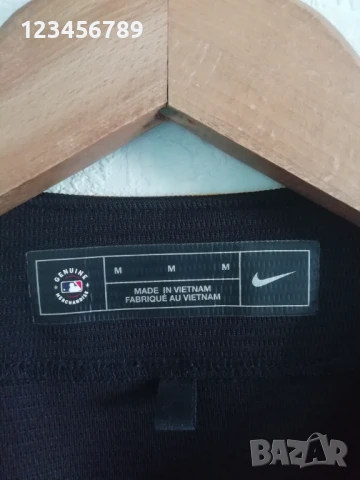 123456789
GENUINE
MERCHANDISE
M M M
MADE IN VIETNAM
FABRIQUÉ AU VIETNAM
BAZAR